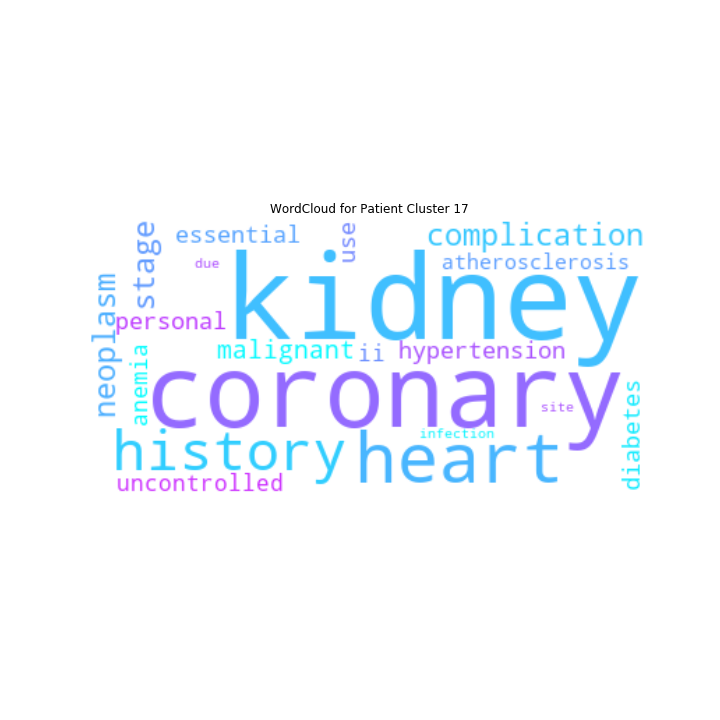 WordCloud for Patient Cluster 17
essential
use
complication
stage
due
atherosclerosis
kidney
neoplasm
personal
malignant
ii
hypertension
anemia
coronary
site
diabetes
history
infection
heart
uncontrolled